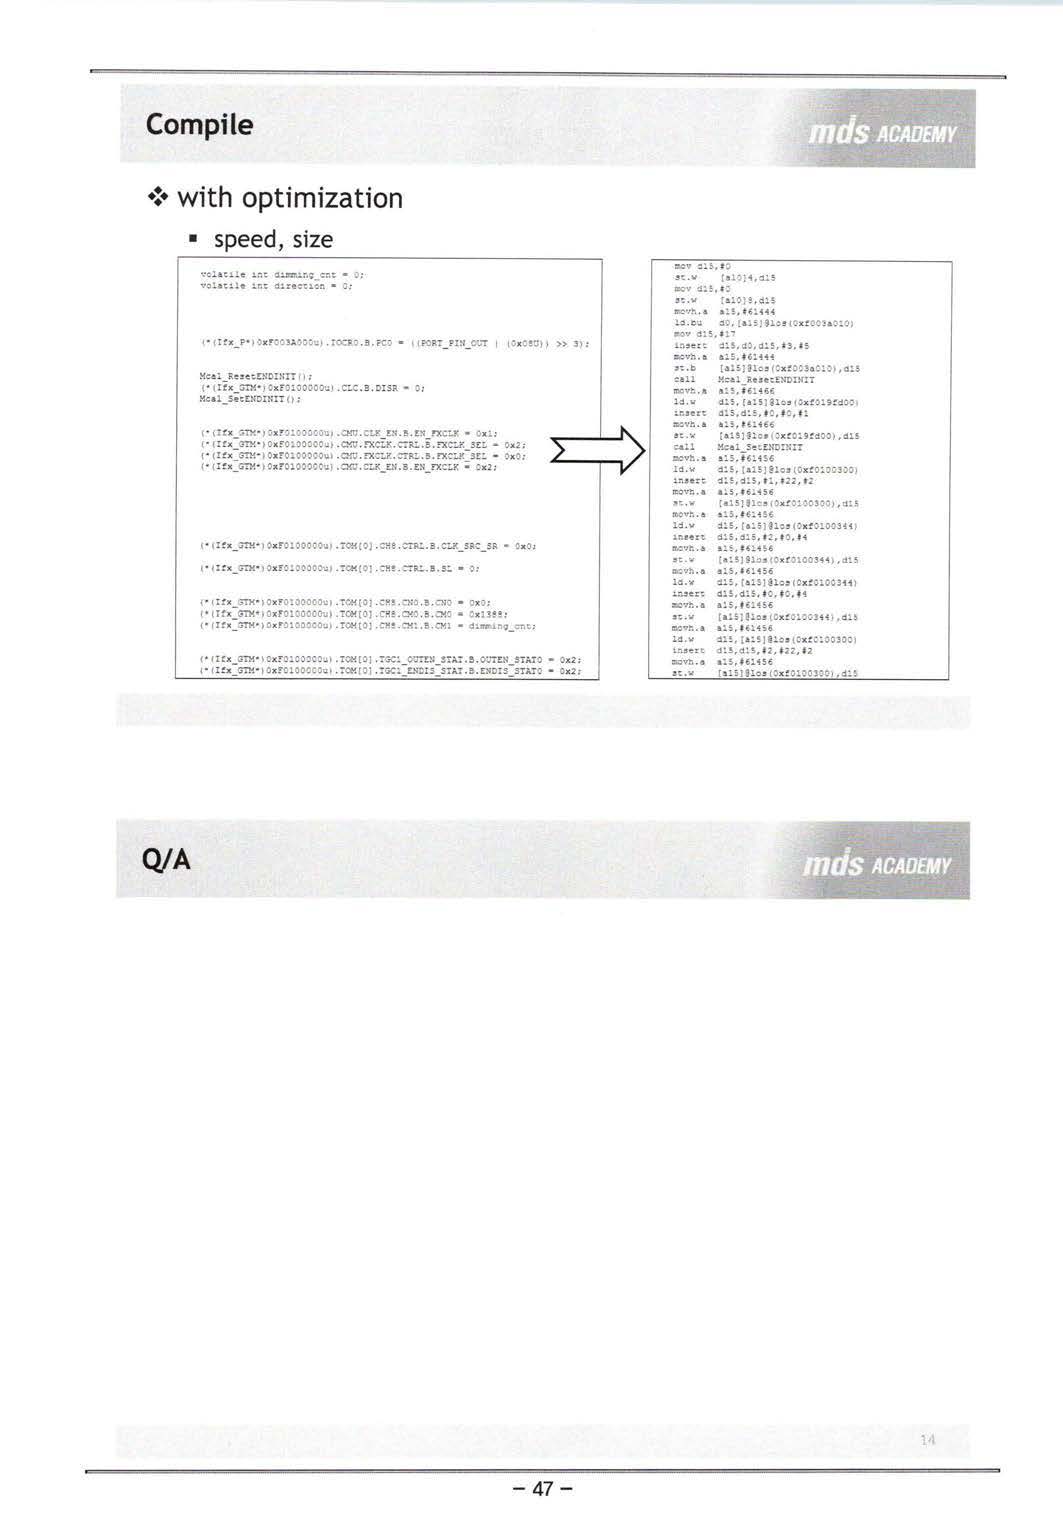 Compile
mds ACADEMY
❖ with optimization
▪ speed, size
volatile int dimming_cnt = 0;
volatile int direction = 0;
(*(Ifx_P*)0xF003A000u).IOCR0.B.PC0 = ((PORT_PIN_OUT | (0x08U)) >> 3);
Mcal_ResetENDINIT();
(*(Ifx_GTM*)0xF0100000u).CLC.B.DISR = 0;
Mcal_SetENDINIT();
(*(Ifx_GTM*)0xF0100000u).CMU.CLK_EN.B.EN_FXCLK = 0x1;
(*(Ifx_GTM*)0xF0100000u).CMU.FXCLK.CTRL.B.FXCLK_SEL = 0x2;
(*(Ifx_GTM*)0xF0100000u).CMU.FXCLK.CTRL.B.FXCLK_SEL = 0x0;
(*(Ifx_GTM*)0xF0100000u).CMU.CLK_EN.B.EN_FXCLK = 0x2;
(*(Ifx_GTM*)0xF0100000u).TOM[0].CH8.CTRL.B.CLK_SRC_SR = 0x0;
(*(Ifx_GTM*)0xF0100000u).TOM[0].CH8.CTRL.B.SL = 0;
(*(Ifx_GTM*)0xF0100000u).TOM[0].CH8.CN0.B.CN0 = 0x0;
(*(Ifx_GTM*)0xF0100000u).TOM[0].CH8.CM0.B.CM0 = 0x1388;
(*(Ifx_GTM*)0xF0100000u).TOM[0].CH8.CM1.B.CM1 = dimming_cnt;
(*(Ifx_GTM*)0xF0100000u).TOM[0].TGC1_OUTEN_STAT.B.OUTEN_STAT0 = 0x2;
(*(Ifx_GTM*)0xF0100000u).TOM[0].TGC1_ENDIS_STAT.B.ENDIS_STAT0 = 0x2;
mov d15,#0
st.w [a10]4,d15
mov d15,#0
st.w [a10]8,d15
movh.a a15,#61444
ld.bu d0,[a15]@los(0xf003a010)
mov d15,#17
insert d15,d0,d15,#3,#5
movh.a a15,#61444
st.b [a15]@los(0xf003a010),d15
call Mcal_ResetENDINIT
movh.a a15,#61466
ld.w d15,[a15]@los(0xf019fd00)
insert d15,d15,#0,#0,#1
movh.a a15,#61466
st.w [a15]@los(0xf019fd00),d15
call Mcal_SetENDINIT
movh.a a15,#61456
ld.w d15,[a15]@los(0xf0100300)
insert d15,d15,#1,#22,#2
movh.a a15,#61456
st.w [a15]@los(0xf0100300),d15
movh.a a15,#61456
ld.w d15,[a15]@los(0xf0100344)
insert d15,d15,#2,#0,#4
movh.a a15,#61456
st.w [a15]@los(0xf0100344),d15
movh.a a15,#61456
ld.w d15,[a15]@los(0xf0100344)
insert d15,d15,#0,#0,#4
movh.a a15,#61456
st.w [a15]@los(0xf0100344),d15
movh.a a15,#61456
ld.w d15,[a15]@los(0xf0100300)
insert d15,d15,#2,#22,#2
movh.a a15,#61456
st.w [a15]@los(0xf0100300),d15
Q/A
mds ACADEMY
14
- 47 -